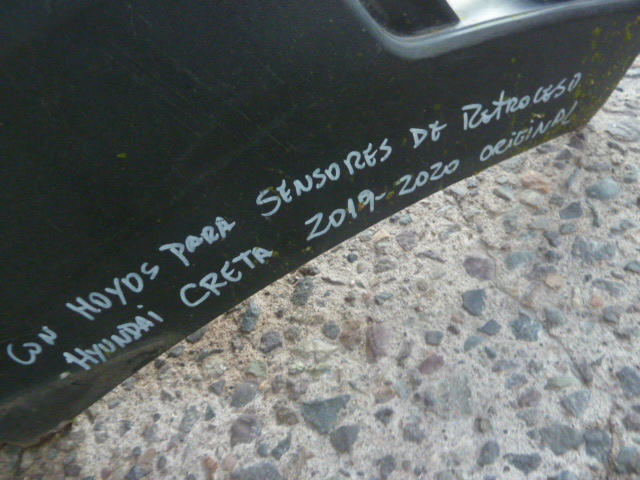 CON HOYOS PARA SENSORES DE RETROCESO
HYUNDAi CRETA 2019-2020 ORIGINAL